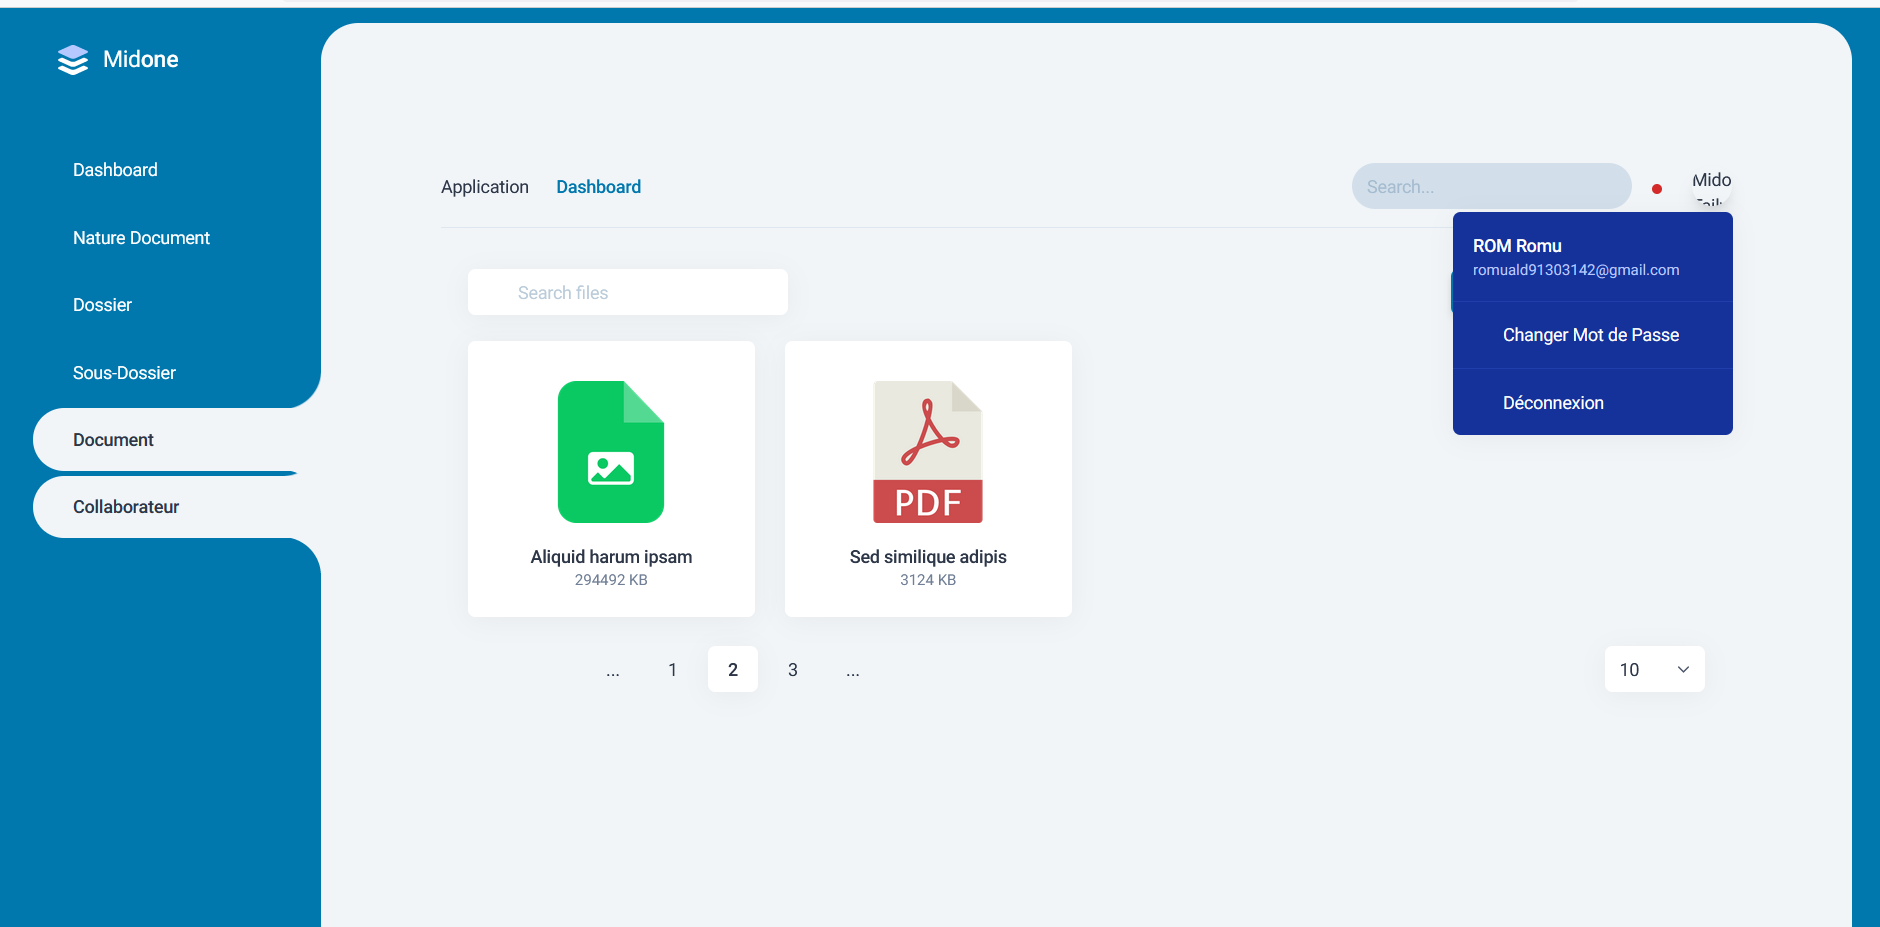 Midone
Dashboard
Nature Document
Dossier
Sous-Dossier
Document
Collaborateur
Application Dashboard
Search...
Mido
ROM Romu
romuald91303142@gmail.com
Changer Mot de Passe
Déconnexion
Search files
PDF
Aliquid harum ipsam
294492 KB
Sed similique adipis
3124 KB
... 1 2 3 ...
10